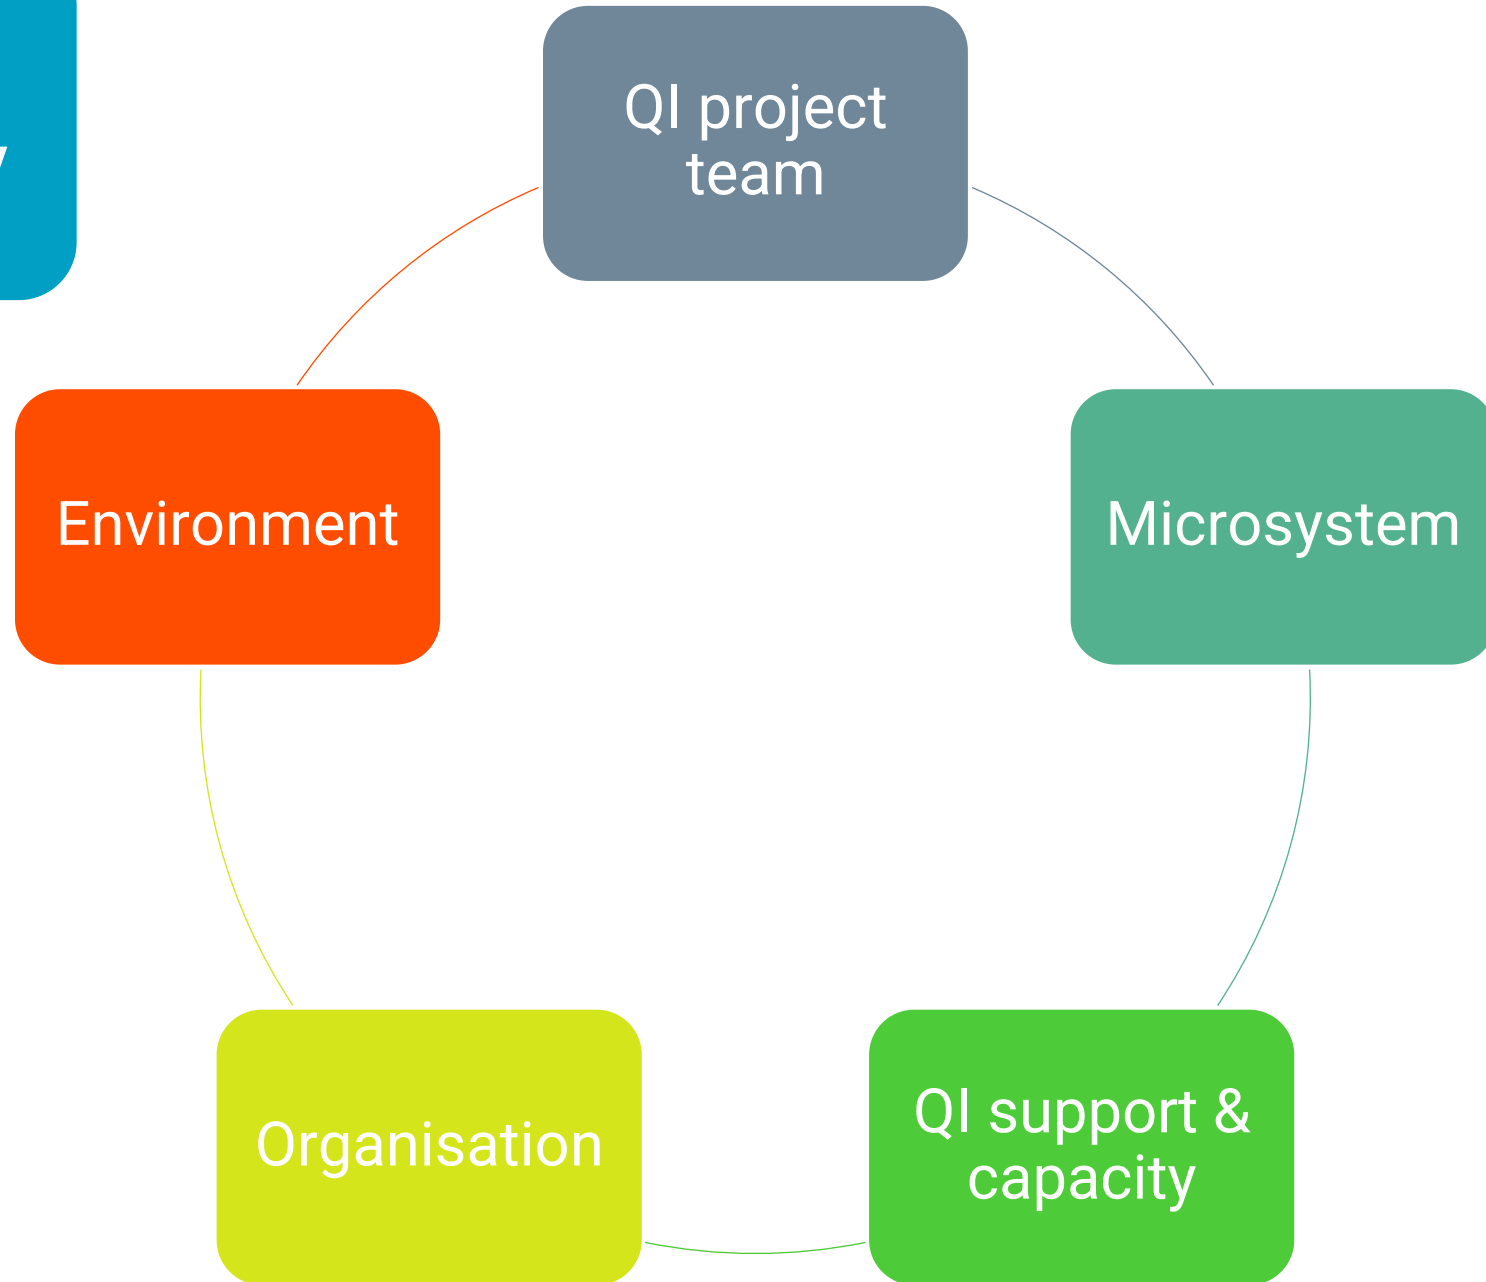 QI project
team
Environment
Microsystem
Organisation
QI support &
capacity